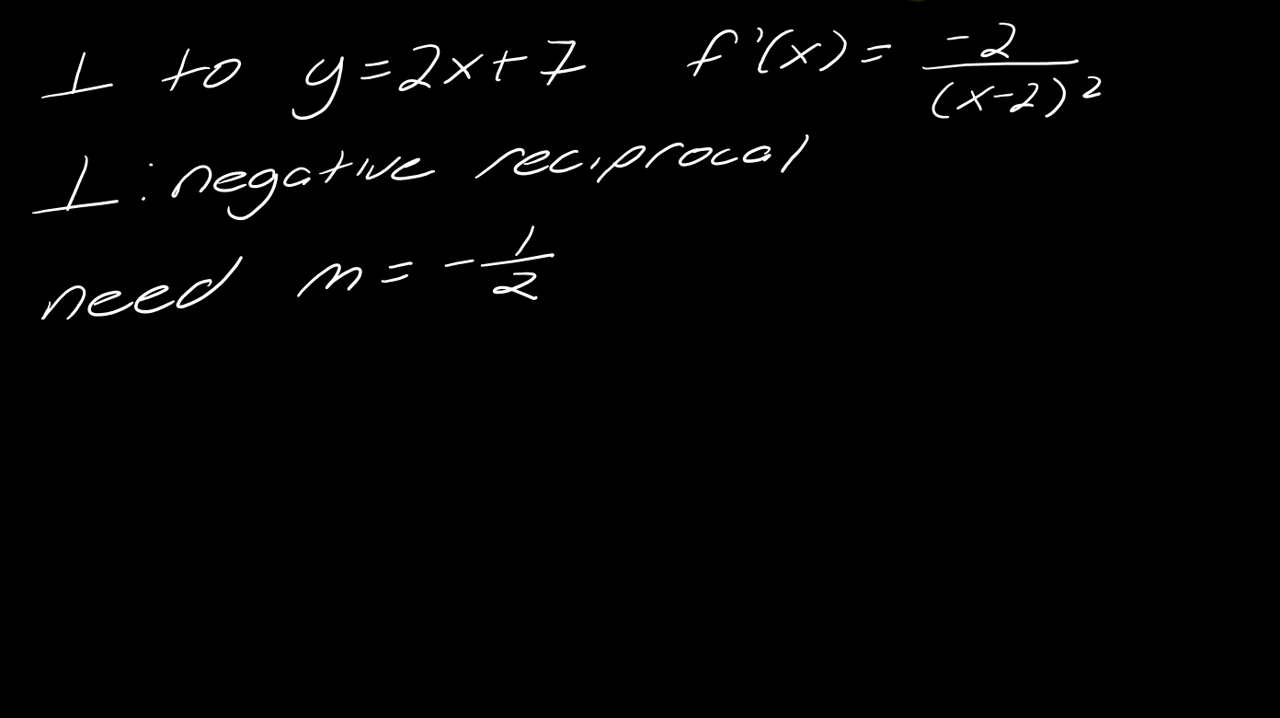 ⊥ to y=2x+7 f'(x)= -2/(x-2)²
⊥: negative reciprocal
need m = -1/2